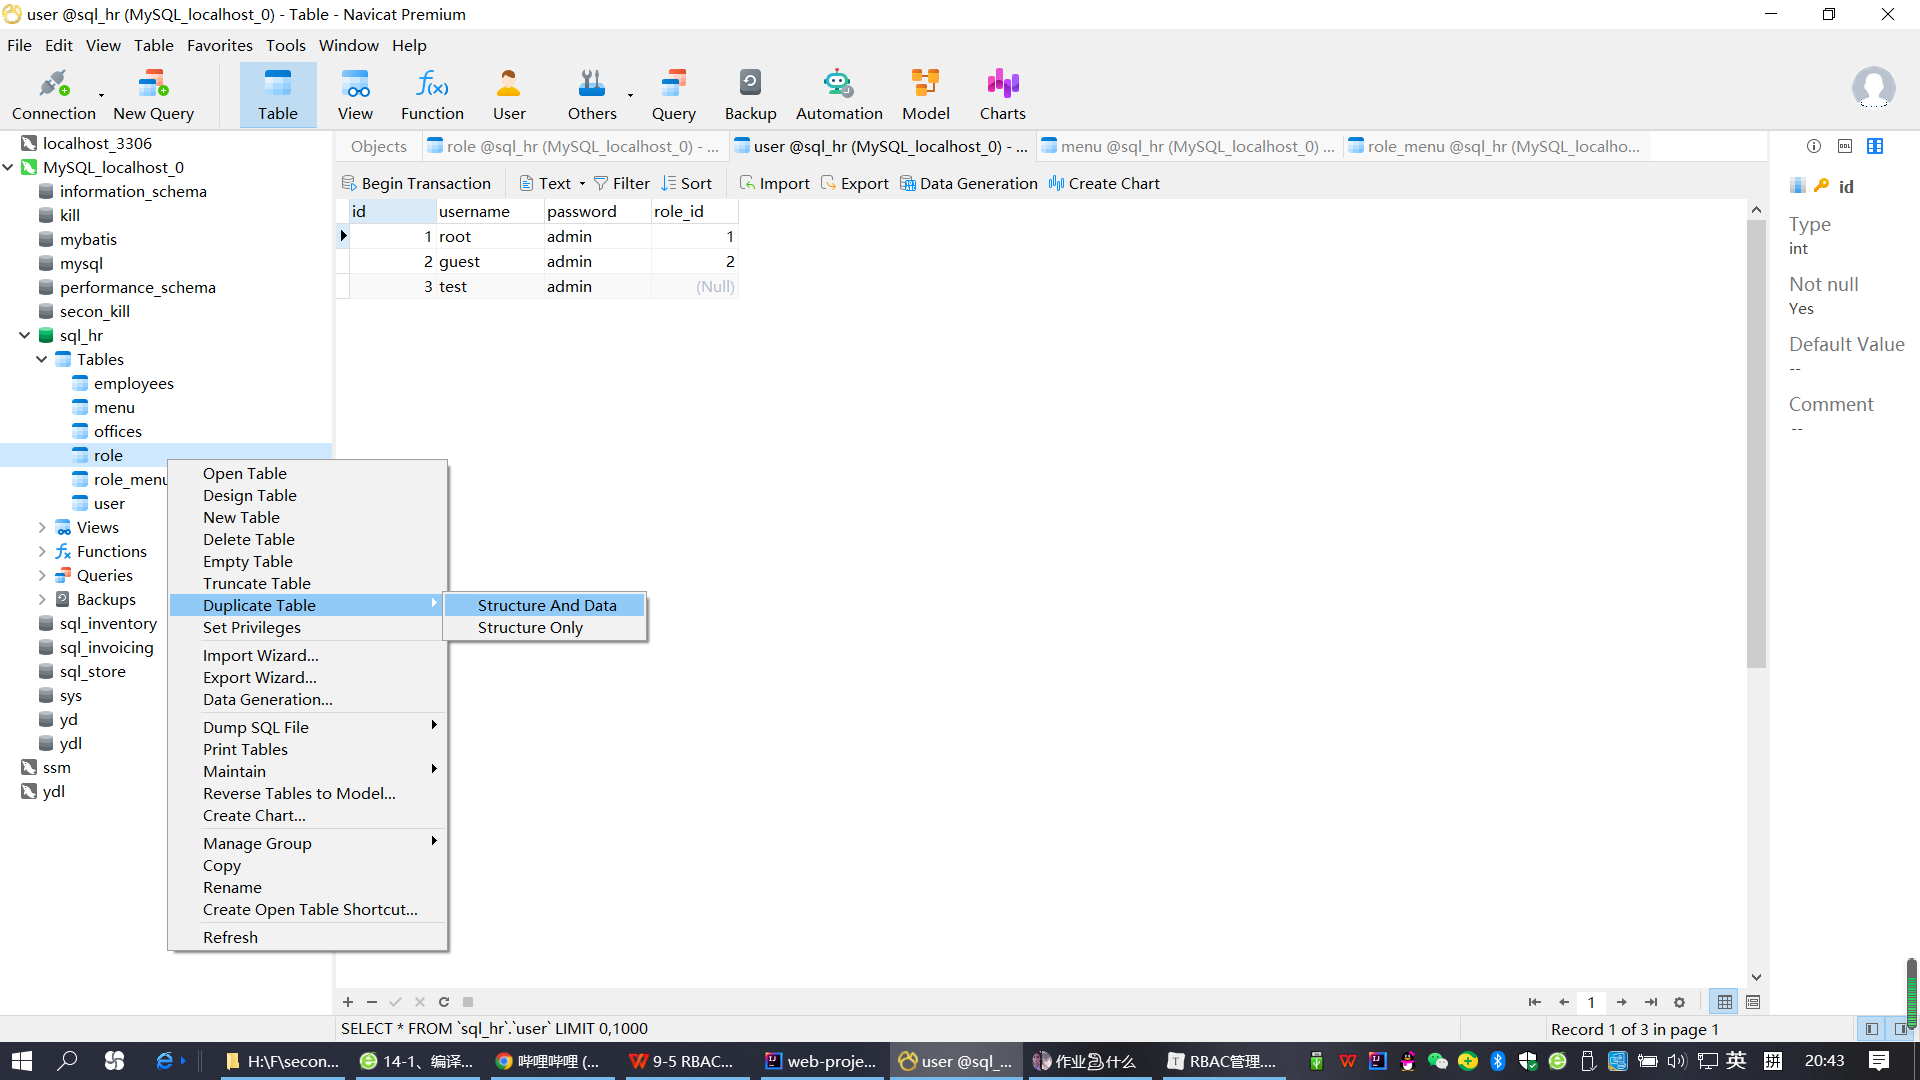 user @sql_hr (MySQL_localhost_0) - Table - Navicat Premium
File Edit View Table Favorites Tools Window Help
Connection New Query Table View Function User Others Query Backup Automation Model Charts
localhost_3306
MySQL_localhost_0
information_schema
kill
mybatis
mysql
performance_schema
secon_kill
sql_hr
Tables
employees
menu
offices
role
role_menu
user
Views
Functions
Queries
Backups
sql_inventory
sql_invoicing
sql_store
sys
yd
ydl
ssm
ydl
Open Table
Design Table
New Table
Delete Table
Empty Table
Truncate Table
Duplicate Table
Set Privileges
Import Wizard...
Export Wizard...
Data Generation...
Dump SQL File
Print Tables
Maintain
Reverse Tables to Model...
Create Chart...
Manage Group
Copy
Rename
Create Open Table Shortcut...
Refresh
Structure And Data
Structure Only
Objects role @sql_hr (MySQL_localhost_0) - ... user @sql_hr (MySQL_localhost_0) - ... menu @sql_hr (MySQL_localhost_0) ... role_menu @sql_hr (MySQL_localho...
Begin Transaction Text Filter Sort Import Export Data Generation Create Chart
id username password role_id
1 root admin 1
2 guest admin 2
3 test admin (Null)
id
Type
int
Not null
Yes
Default Value
--
Comment
--
1
SELECT * FROM `sql_hr`.`user` LIMIT 0,1000
Record 1 of 3 in page 1
H:\F\secon... 14-1、编译... 哔哩哔哩 (... 9-5 RBAC... web-proje... user @sql_... RBAC管理.... 英 拼 20:43